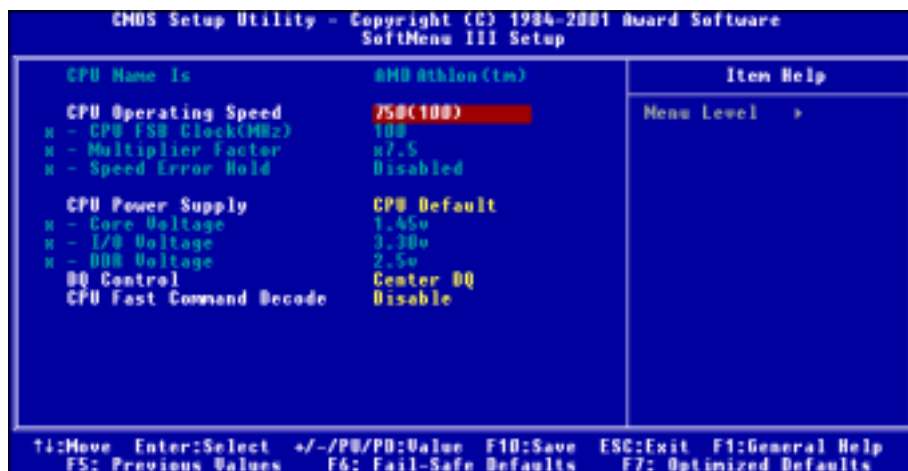 CMOS Setup Utility - Copyright (C) 1984-2001 Award Software
SoftMenu III Setup
CPU Name Is AMD Athlon(tm)
Item Help
CPU Operating Speed 750(100)
Menu Level ▸
x - CPU FSB Clock(MHz) 100
x - Multiplier Factor x7.5
x - Speed Error Hold Disabled
CPU Power Supply CPU Default
x - Core Voltage 1.45v
x - I/O Voltage 3.30v
x - DDR Voltage 2.5v
DQ Control Center DQ
CPU Fast Command Decode Disable
↑↓:Move Enter:Select +/-/PU/PD:Value F10:Save ESC:Exit F1:General Help
F5: Previous Values F6: Fail-Safe Defaults F7: Optimized Defaults